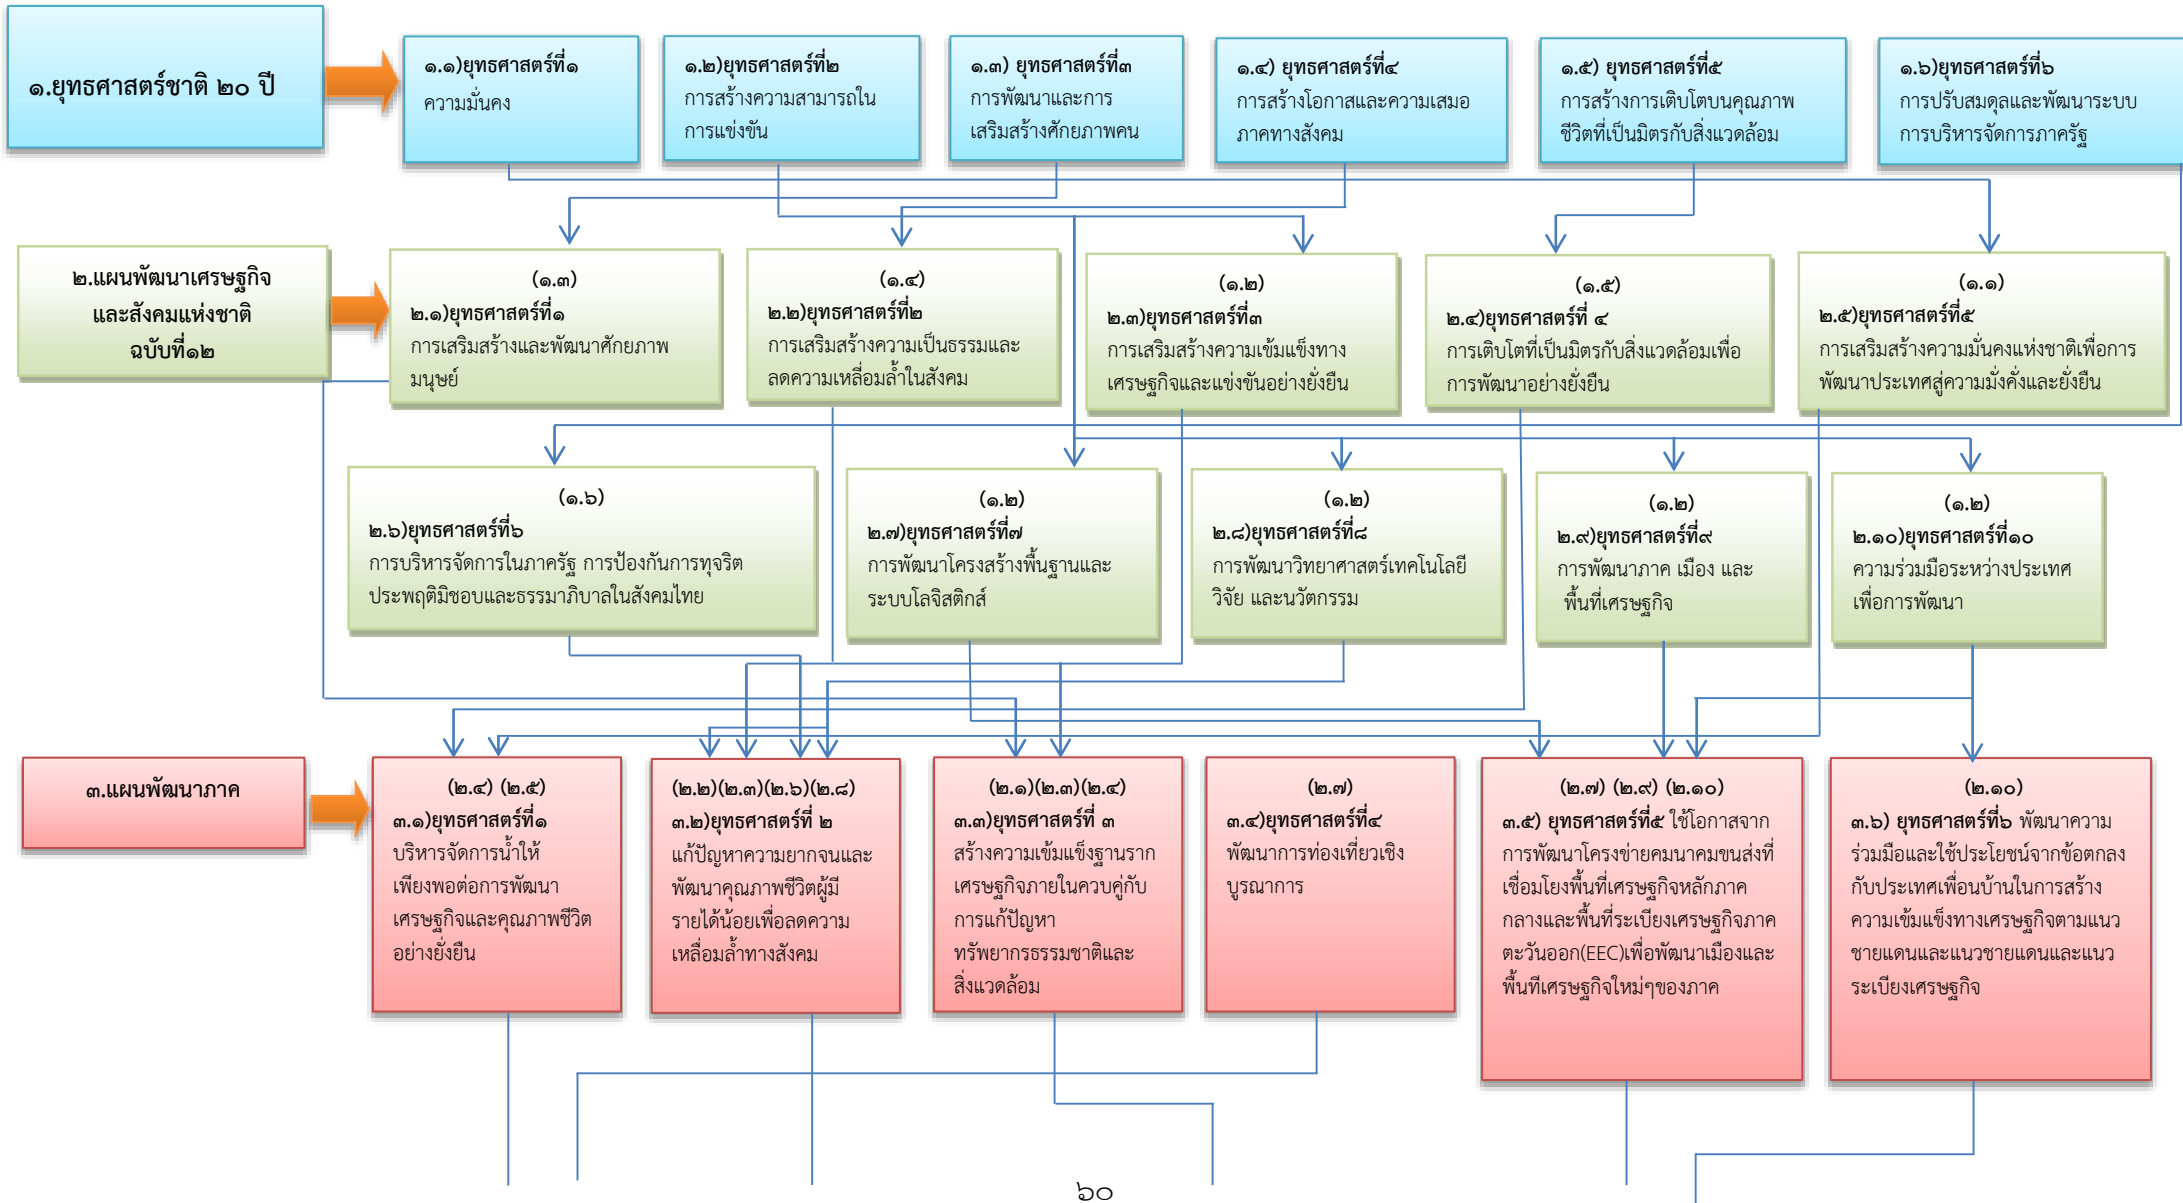 ๑.ยุทธศาสตร์ชาติ ๒๐ ปี
๑.๑)ยุทธศาสตร์ที่๑
ความมั่นคง
๑.๒)ยุทธศาสตร์ที่๒
การสร้างความสามารถใน
การแข่งขัน
๑.๓) ยุทธศาสตร์ที่๓
การพัฒนาและการ
เสริมสร้างศักยภาพคน
๑.๔) ยุทธศาสตร์ที่๔
การสร้างโอกาสและความเสมอ
ภาคทางสังคม
๑.๕) ยุทธศาสตร์ที่๕
การสร้างการเติบโตบนคุณภาพ
ชีวิตที่เป็นมิตรกับสิ่งแวดล้อม
๑.๖)ยุทธศาสตร์ที่๖
การปรับสมดุลและพัฒนาระบบ
การบริหารจัดการภาครัฐ
๒.แผนพัฒนาเศรษฐกิจ
และสังคมแห่งชาติ
ฉบับที่๑๒
(๑.๓)
๒.๑)ยุทธศาสตร์ที่๑
การเสริมสร้างและพัฒนาศักยภาพ
มนุษย์
(๑.๔)
๒.๒)ยุทธศาสตร์ที่๒
การเสริมสร้างความเป็นธรรมและ
ลดความเหลื่อมล้ำในสังคม
(๑.๒)
๒.๓)ยุทธศาสตร์ที่๓
การเสริมสร้างความเข้มแข็งทาง
เศรษฐกิจและแข่งขันอย่างยั่งยืน
(๑.๕)
๒.๔)ยุทธศาสตร์ที่ ๔
การเติบโตที่เป็นมิตรกับสิ่งแวดล้อมเพื่อ
การพัฒนาอย่างยั่งยืน
(๑.๑)
๒.๕)ยุทธศาสตร์ที่๕
การเสริมสร้างความมั่นคงแห่งชาติเพื่อการ
พัฒนาประเทศสู่ความมั่งคั่งและยั่งยืน
(๑.๖)
๒.๖)ยุทธศาสตร์ที่๖
การบริหารจัดการในภาครัฐ การป้องกันการทุจริต
ประพฤติมิชอบและธรรมาภิบาลในสังคมไทย
(๑.๒)
๒.๗)ยุทธศาสตร์ที่๗
การพัฒนาโครงสร้างพื้นฐานและ
ระบบโลจิสติกส์
(๑.๒)
๒.๘)ยุทธศาสตร์ที่๘
การพัฒนาวิทยาศาสตร์เทคโนโลยี
วิจัย และนวัตกรรม
(๑.๒)
๒.๙)ยุทธศาสตร์ที่๙
การพัฒนาภาค เมือง และ
พื้นที่เศรษฐกิจ
(๑.๒)
๒.๑๐)ยุทธศาสตร์ที่๑๐
ความร่วมมือระหว่างประเทศ
เพื่อการพัฒนา
๓.แผนพัฒนาภาค
(๒.๔) (๒.๕)
๓.๑)ยุทธศาสตร์ที่๑
บริหารจัดการน้ำให้
เพียงพอต่อการพัฒนา
เศรษฐกิจและคุณภาพชีวิต
อย่างยั่งยืน
(๒.๒)(๒.๓)(๒.๖)(๒.๘)
๓.๒)ยุทธศาสตร์ที่ ๒
แก้ปัญหาความยากจนและ
พัฒนาคุณภาพชีวิตผู้มี
รายได้น้อยเพื่อลดความ
เหลื่อมล้ำทางสังคม
(๒.๑)(๒.๓)(๒.๔)
๓.๓)ยุทธศาสตร์ที่ ๓
สร้างความเข้มแข็งฐานราก
เศรษฐกิจภายในควบคู่กับ
การแก้ปัญหา
ทรัพยากรธรรมชาติและ
สิ่งแวดล้อม
(๒.๗)
๓.๔)ยุทธศาสตร์ที่๔
พัฒนาการท่องเที่ยวเชิง
บูรณาการ
(๒.๗) (๒.๙) (๒.๑๐)
๓.๕) ยุทธศาสตร์ที่๕ ใช้โอกาสจาก
การพัฒนาโครงข่ายคมนาคมขนส่งที่
เชื่อมโยงพื้นที่เศรษฐกิจหลักภาค
กลางและพื้นที่ระเบียงเศรษฐกิจภาค
ตะวันออก(EEC)เพื่อพัฒนาเมืองและ
พื้นที่เศรษฐกิจใหม่ๆของภาค
(๒.๑๐)
๓.๖) ยุทธศาสตร์ที่๖ พัฒนาความ
ร่วมมือและใช้ประโยชน์จากข้อตกลง
กับประเทศเพื่อนบ้านในการสร้าง
ความเข้มแข็งทางเศรษฐกิจตามแนว
ชายแดนและแนวชายแดนและแนว
ระเบียงเศรษฐกิจ
๖๐